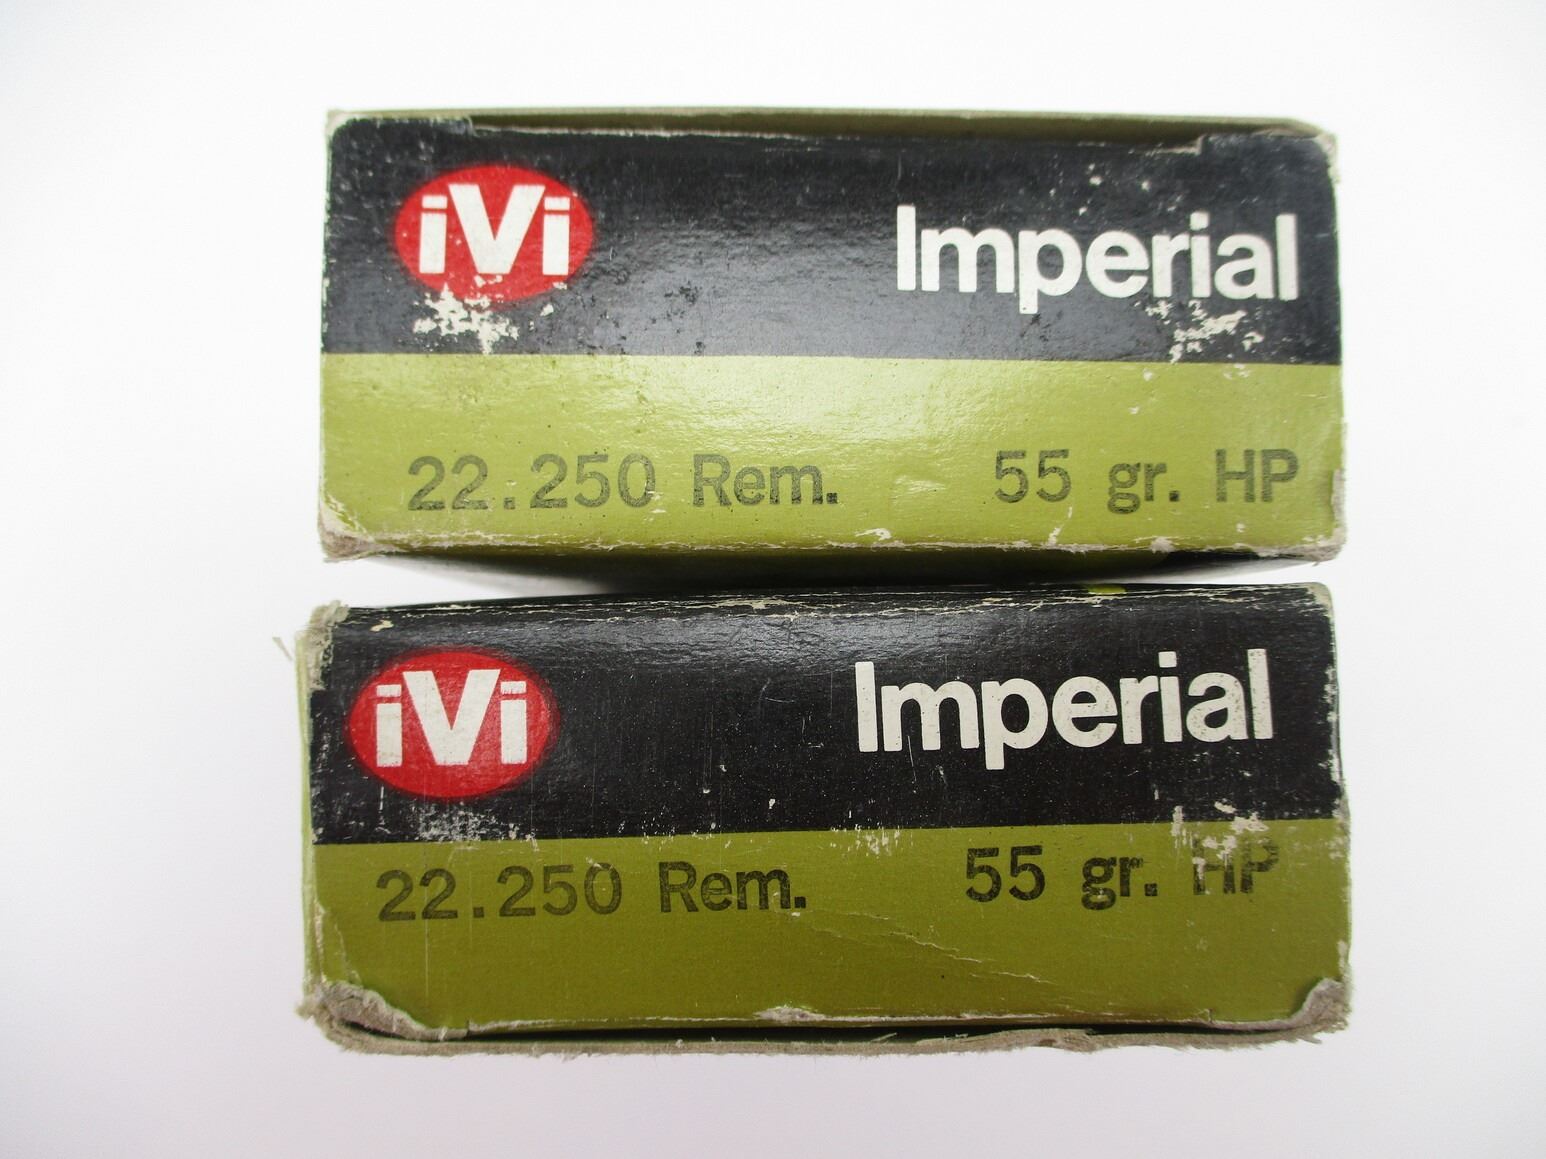 iVi Imperial
22.250 Rem. 55 gr. HP
iVi Imperial
22.250 Rem. 55 gr. HP